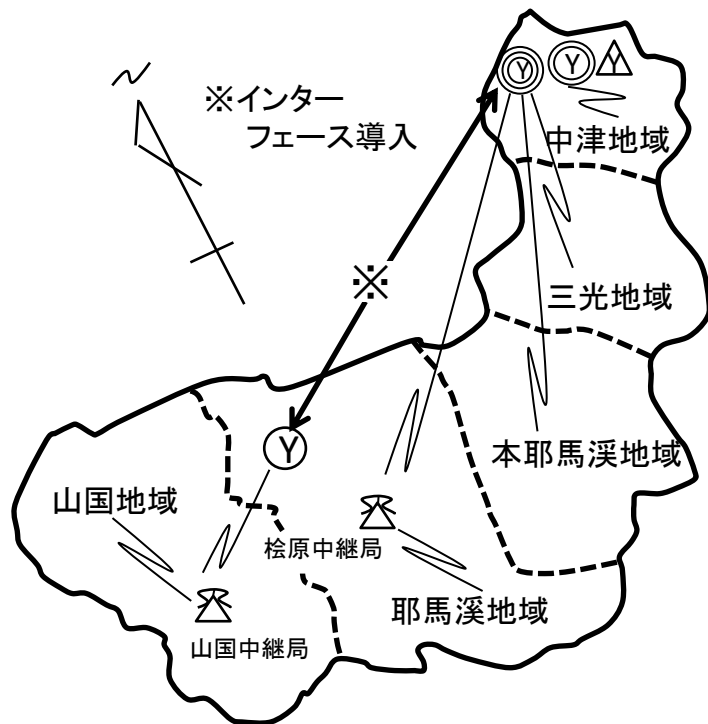 ※インター
フェース導入
Y
Y
Y
中津地域
※
三光地域
Y
本耶馬溪地域
山国地域
桧原中継局
耶馬溪地域
山国中継局